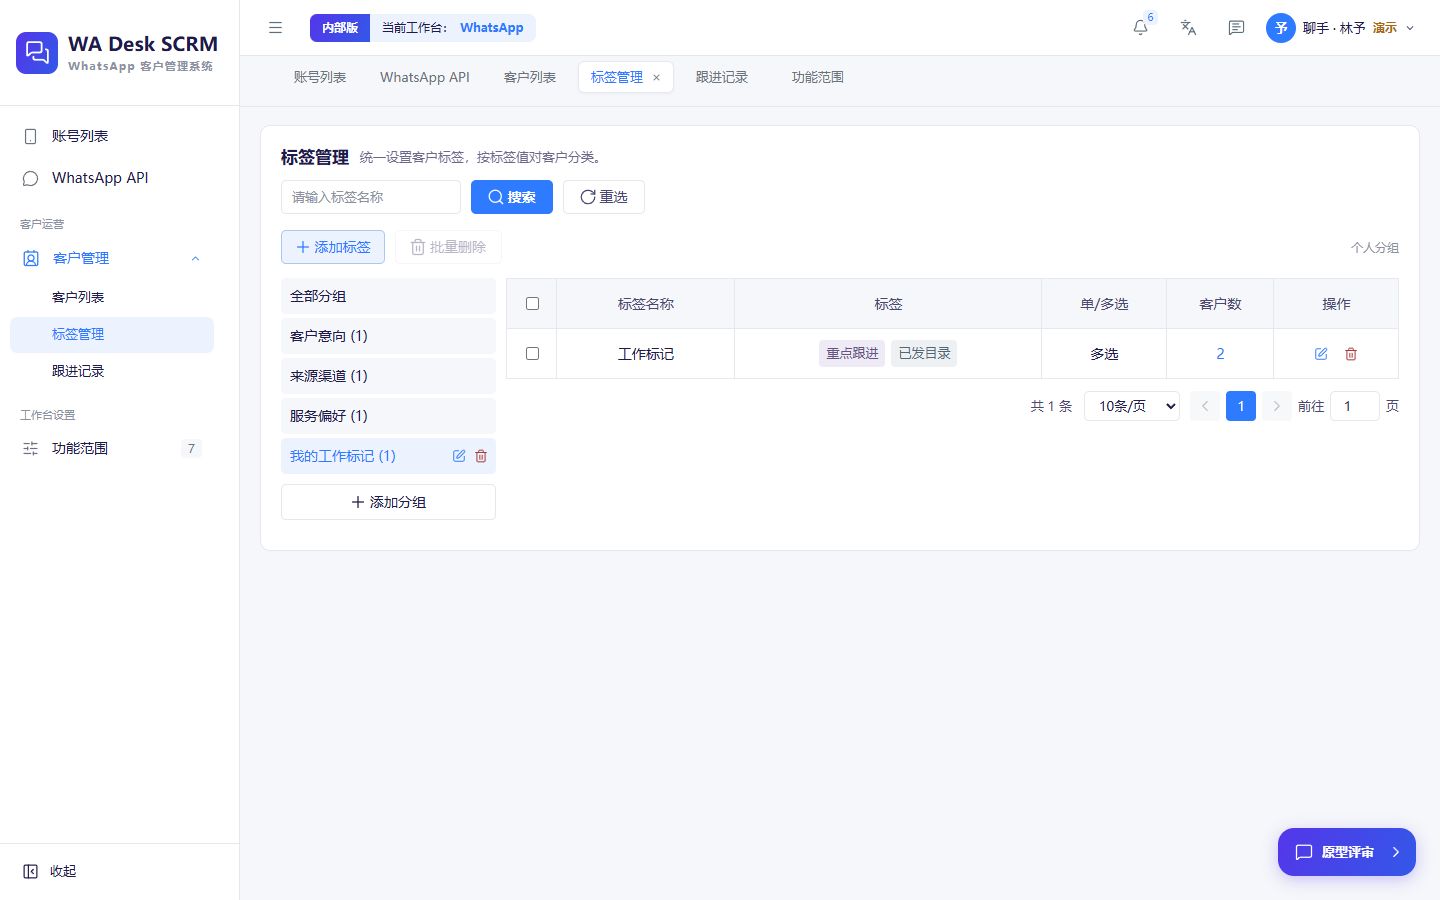 WA Desk SCRM
WhatsApp 客户管理系统
账号列表
WhatsApp API
客户运营
客户管理
客户列表
标签管理
跟进记录
工作台设置
功能范围 7
收起
内部版 当前工作台: WhatsApp
6
予 聊手 · 林予 演示
账号列表 WhatsApp API 客户列表 标签管理 × 跟进记录 功能范围
标签管理 统一设置客户标签，按标签值对客户分类。
请输入标签名称 搜索 重选
添加标签 批量删除 个人分组
全部分组
客户意向 (1)
来源渠道 (1)
服务偏好 (1)
我的工作标记 (1)
添加分组
标签名称 标签 单/多选 客户数 操作
工作标记 重点跟进 已发目录 多选 2
共 1 条 10条/页 1 前往 1 页
原型评审